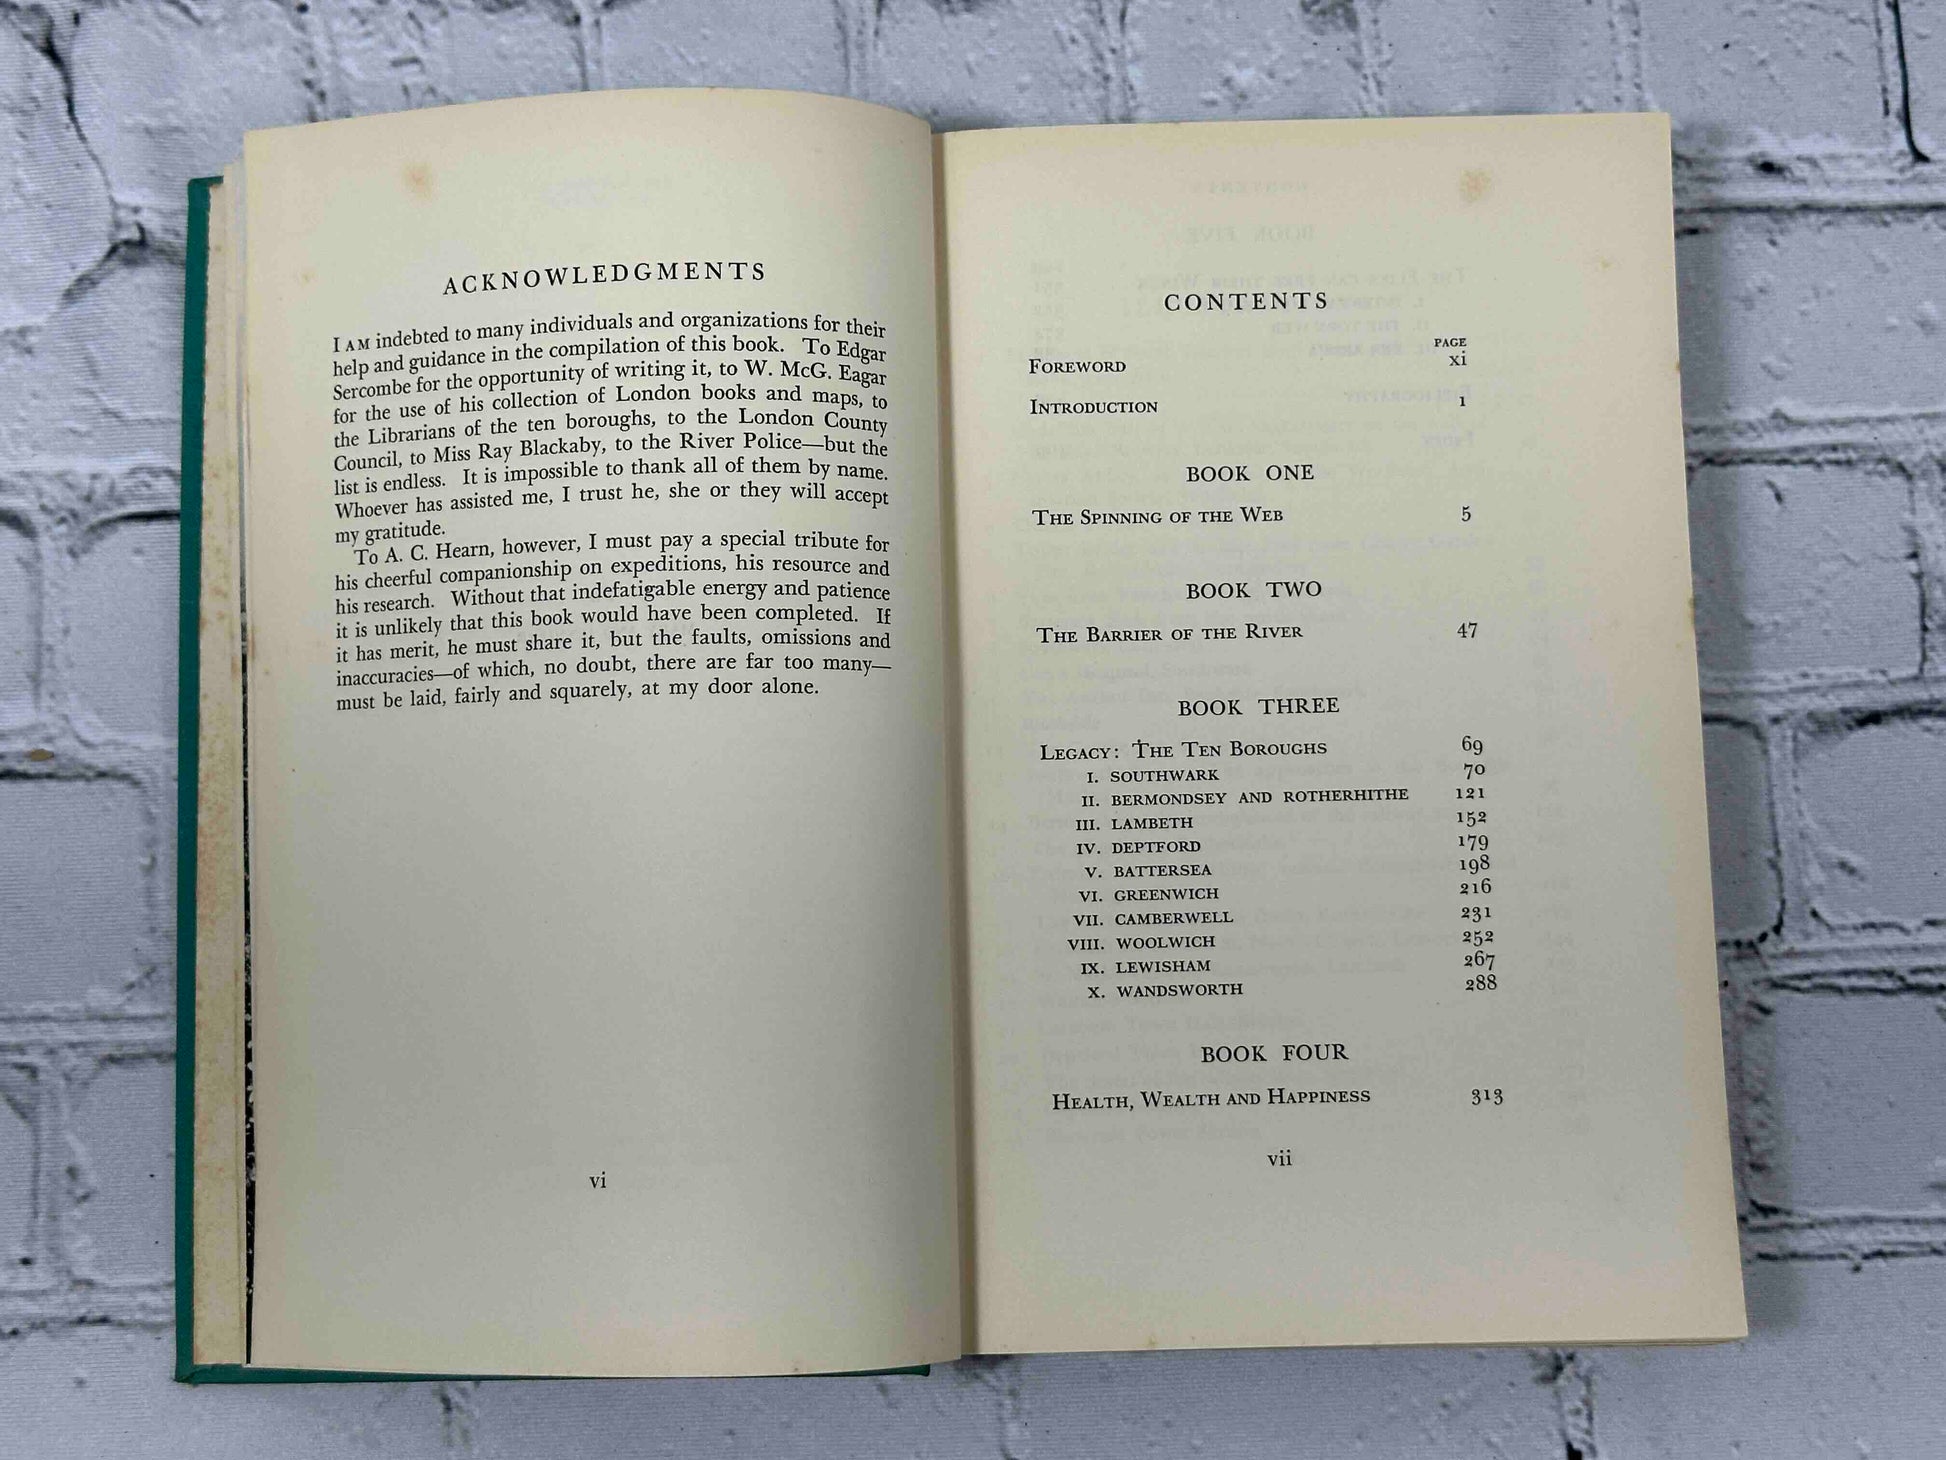 ACKNOWLEDGMENTS
I AM indebted to many individuals and organizations for their
help and guidance in the compilation of this book. To Edgar
Sercombe for the opportunity of writing it, to W. McG. Eagar
for the use of his collection of London books and maps, to
the Librarians of the ten boroughs, to the London County
Council, to Miss Ray Blackaby, to the River Police—but the
list is endless. It is impossible to thank all of them by name.
Whoever has assisted me, I trust he, she or they will accept
my gratitude.
To A. C. Hearn, however, I must pay a special tribute for
his cheerful companionship on expeditions, his resource and
his research. Without that indefatigable energy and patience
it is unlikely that this book would have been completed. If
it has merit, he must share it, but the faults, omissions and
inaccuracies—of which, no doubt, there are far too many—
must be laid, fairly and squarely, at my door alone.
vi
CONTENTS
PAGE
FOREWORD xi
INTRODUCTION 1
BOOK ONE
THE SPINNING OF THE WEB 5
BOOK TWO
THE BARRIER OF THE RIVER 47
BOOK THREE
LEGACY: THE TEN BOROUGHS 69
I. SOUTHWARK 70
II. BERMONDSEY AND ROTHERHITHE 121
III. LAMBETH 152
IV. DEPTFORD 179
V. BATTERSEA 198
VI. GREENWICH 216
VII. CAMBERWELL 231
VIII. WOOLWICH 252
IX. LEWISHAM 267
X. WANDSWORTH 288
BOOK FOUR
HEALTH, WEALTH AND HAPPINESS 313
vii